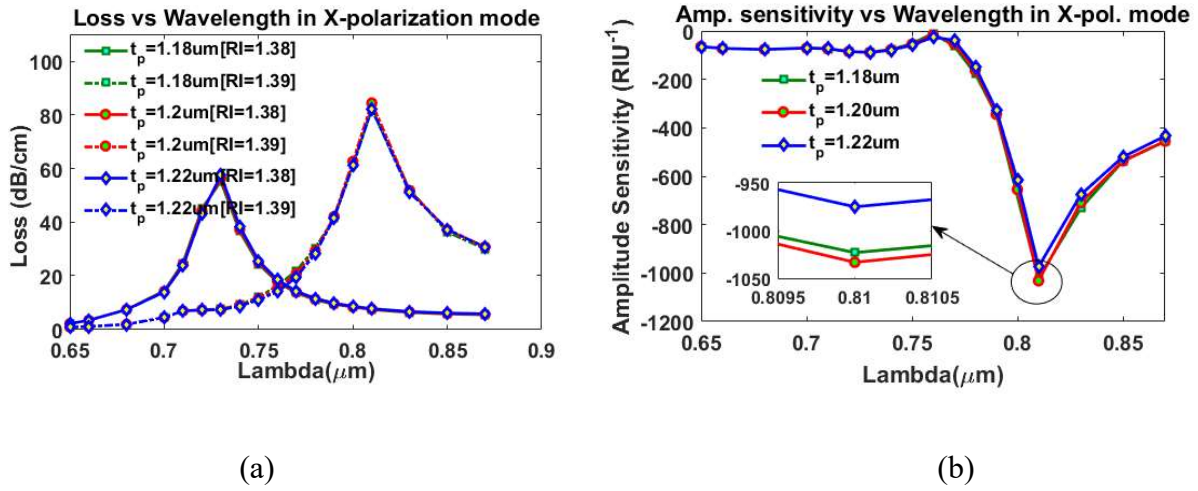 Loss vs Wavelength in X-polarization mode
Loss (dB/cm)
100
80
60
40
20
0
t_p=1.18um[RI=1.38]
t_p=1.18um[RI=1.39]
t_p=1.2um[RI=1.38]
t_p=1.2um[RI=1.39]
t_p=1.22um[RI=1.38]
t_p=1.22um[RI=1.39]
0.65 0.7 0.75 0.8 0.85 0.9
Lambda(μm)
(a)
Amp. sensitivity vs Wavelength in X-pol. mode
Amplitude Sensitivity (RIU⁻¹)
0
-200
-400
-600
-800
-1000
-1200
t_p=1.18um
t_p=1.20um
t_p=1.22um
-950
-1000
-1050
0.8095 0.81 0.8105
0.65 0.7 0.75 0.8 0.85
Lambda(μm)
(b)